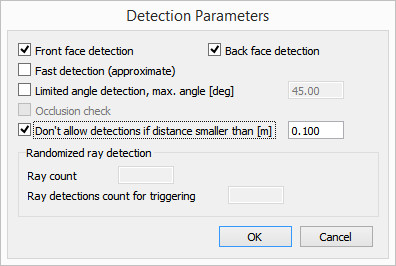 Detection Parameters
Front face detection
Back face detection
Fast detection (approximate)
Limited angle detection, max. angle [deg]
45.00
Occlusion check
Don't allow detections if distance smaller than [m]
0.100
Randomized ray detection
Ray count
Ray detections count for triggering
OK
Cancel